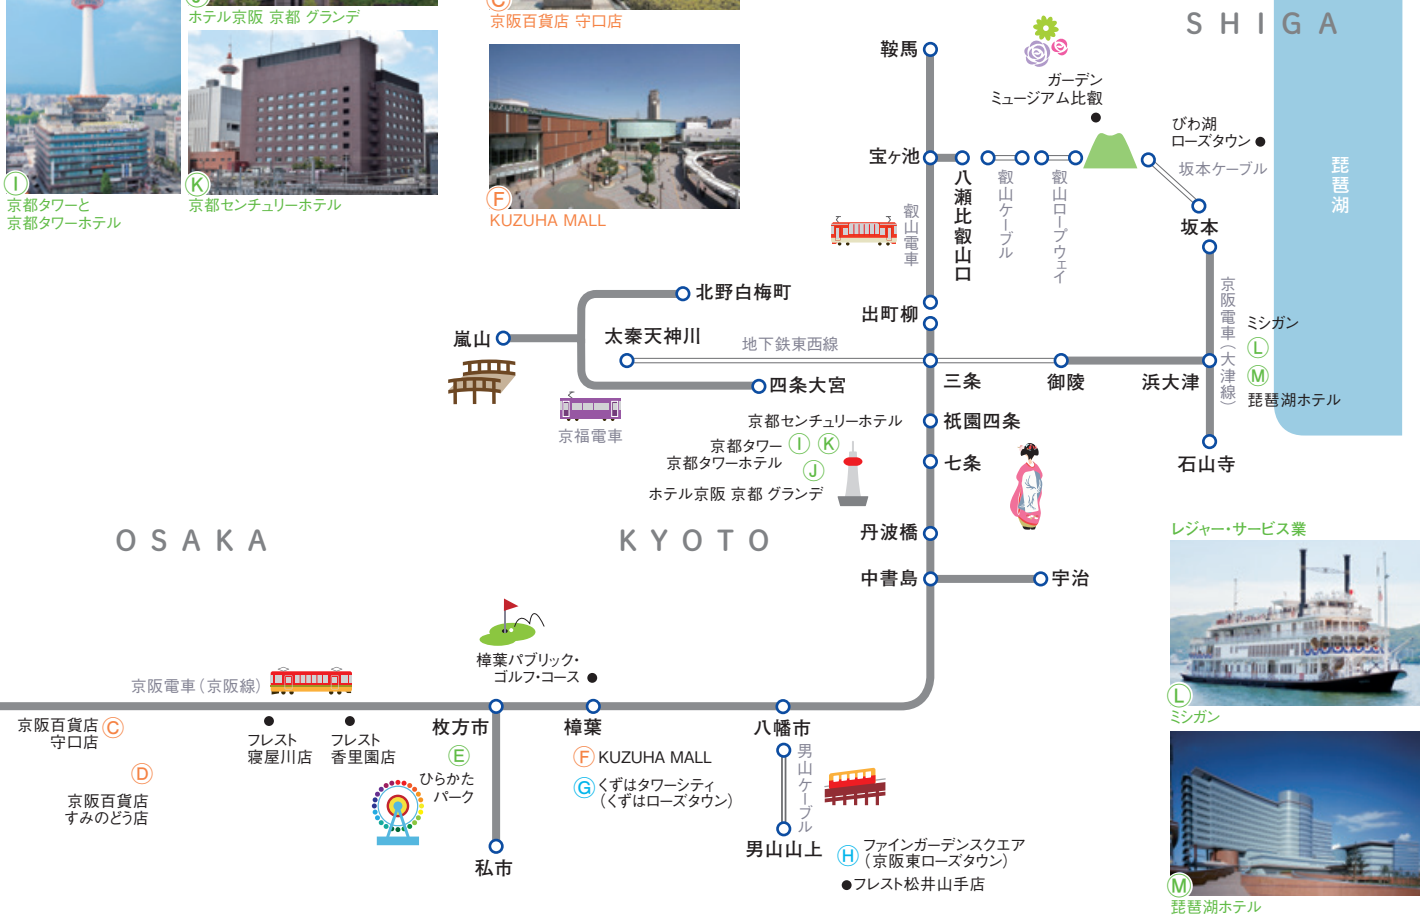 J
ホテル京阪 京都 グランデ
C
京阪百貨店 守口店
SHIGA
I
京都タワーと
京都タワーホテル
K
京都センチュリーホテル
F
KUZUHA MALL
鞍馬
ガーデン
ミュージアム比叡
びわ湖
ローズタウン
宝ヶ池
八瀬比叡山口
叡山ケーブル
叡山ロープウェイ
坂本ケーブル
坂本
琵琶湖
叡山電車
出町柳
北野白梅町
嵐山
太秦天神川
地下鉄東西線
四条大宮
京福電車
三条
御陵
浜大津
京阪電車(大津線)
ミシガン
L
M
琵琶湖ホテル
石山寺
京都センチュリーホテル
京都タワー
京都タワーホテル
I
K
J
ホテル京阪 京都 グランデ
祇園四条
七条
丹波橋
中書島
宇治
OSAKA
KYOTO
レジャー・サービス業
L
ミシガン
M
琵琶湖ホテル
樟葉パブリック・
ゴルフ・コース
京阪電車(京阪線)
京阪百貨店
守口店
C
D
京阪百貨店
すみのどう店
フレスト
寝屋川店
フレスト
香里園店
枚方市
E
ひらかた
パーク
私市
樟葉
F KUZUHA MALL
G くずはタワーシティ
(くずはローズタウン)
八幡市
男山ケーブル
男山山上
H ファインガーデンスクエア
(京阪東ローズタウン)
フレスト松井山手店